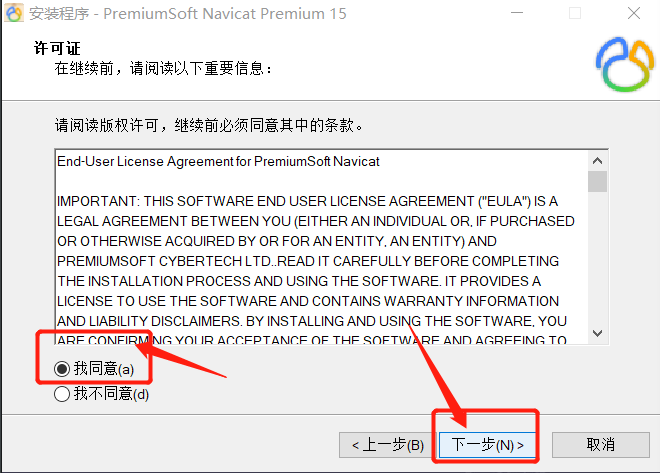 安装程序 - PremiumSoft Navicat Premium 15
许可证
在继续前，请阅读以下重要信息：
请阅读版权许可，继续前必须同意其中的条款。
End-User License Agreement for PremiumSoft Navicat
IMPORTANT: THIS SOFTWARE END USER LICENSE AGREEMENT ("EULA") IS A
LEGAL AGREEMENT BETWEEN YOU (EITHER AN INDIVIDUAL OR, IF PURCHASED
OR OTHERWISE ACQUIRED BY OR FOR AN ENTITY, AN ENTITY) AND
PREMIUMSOFT CYBERTECH LTD..READ IT CAREFULLY BEFORE COMPLETING
THE INSTALLATION PROCESS AND USING THE SOFTWARE. IT PROVIDES A
LICENSE TO USE THE SOFTWARE AND CONTAINS WARRANTY INFORMATION
AND LIABILITY DISCLAIMERS. BY INSTALLING AND USING THE SOFTWARE, YOU
ARE CONFIRMING YOUR ACCEPTANCE OF THE SOFTWARE AND AGREEING TO
我同意(a)
我不同意(d)
< 上一步(B)
下一步(N) >
取消